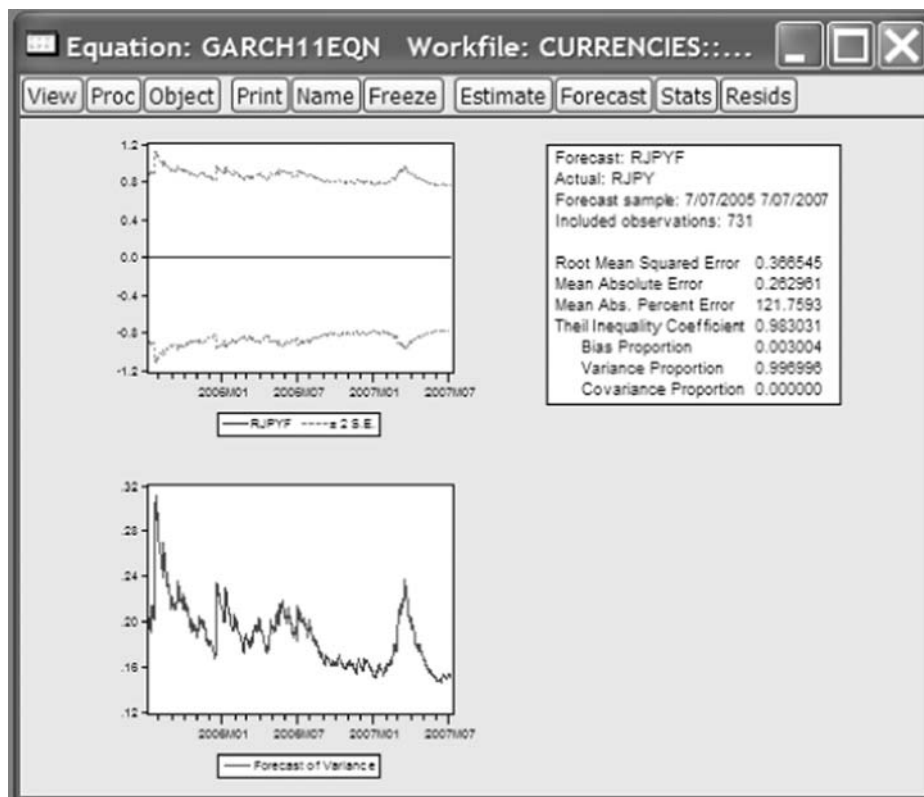 Equation: GARCH11EQN Workfile: CURRENCIES::...
View Proc Object Print Name Freeze Estimate Forecast Stats Resids
1.2
0.8
0.4
0.0
-0.4
-0.8
-1.2
2006M01 2006M07 2007M01 2007M07
RJPYF ± 2 S.E.
Forecast: RJPYF
Actual: RJPY
Forecast sample: 7/07/2005 7/07/2007
Included observations: 731
Root Mean Squared Error 0.366545
Mean Absolute Error 0.262961
Mean Abs. Percent Error 121.7593
Theil Inequality Coefficient 0.983031
Bias Proportion 0.003004
Variance Proportion 0.996996
Covariance Proportion 0.000000
.32
.28
.24
.20
.16
.12
2006M01 2006M07 2007M01 2007M07
Forecast of Variance